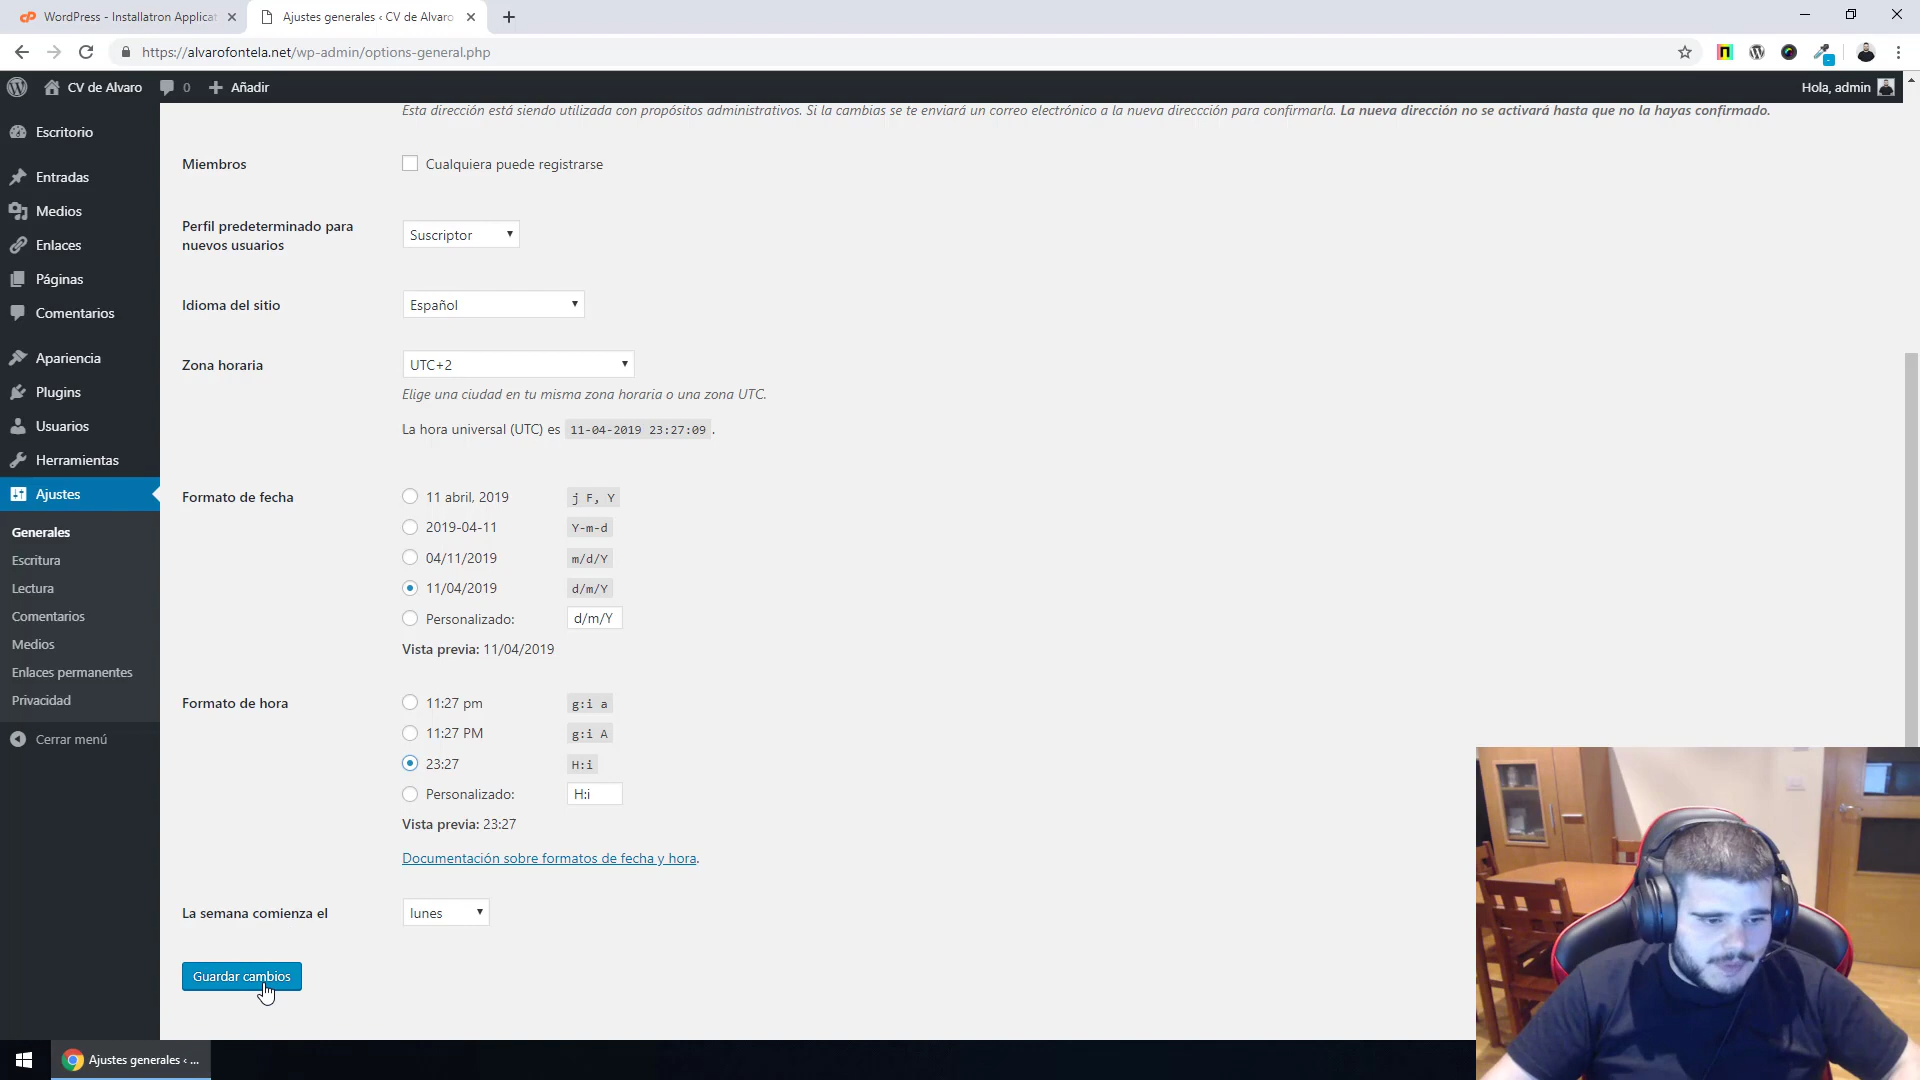 WordPress - Installatron Applicat
Ajustes generales ‹ CV de Alvaro
https://alvarofontela.net/wp-admin/options-general.php
CV de Alvaro
0
Añadir
Hola, admin
Escritorio
Entradas
Medios
Enlaces
Páginas
Comentarios
Apariencia
Plugins
Usuarios
Herramientas
Ajustes
Generales
Escritura
Lectura
Comentarios
Medios
Enlaces permanentes
Privacidad
Cerrar menú
Esta dirección está siendo utilizada con propósitos administrativos. Si la cambias se te enviará un correo electrónico a la nueva direccción para confirmarla. La nueva dirección no se activará hasta que no la hayas confirmado.
Miembros
Cualquiera puede registrarse
Perfil predeterminado para
nuevos usuarios
Suscriptor
Idioma del sitio
Español
Zona horaria
UTC+2
Elige una ciudad en tu misma zona horaria o una zona UTC.
La hora universal (UTC) es 11-04-2019 23:27:09 .
Formato de fecha
11 abril, 2019 j F, Y
2019-04-11 Y-m-d
04/11/2019 m/d/Y
11/04/2019 d/m/Y
Personalizado: d/m/Y
Vista previa: 11/04/2019
Formato de hora
11:27 pm g:i a
11:27 PM g:i A
23:27 H:i
Personalizado: H:i
Vista previa: 23:27
Documentación sobre formatos de fecha y hora.
La semana comienza el
lunes
Guardar cambios
Ajustes generales ‹ ...